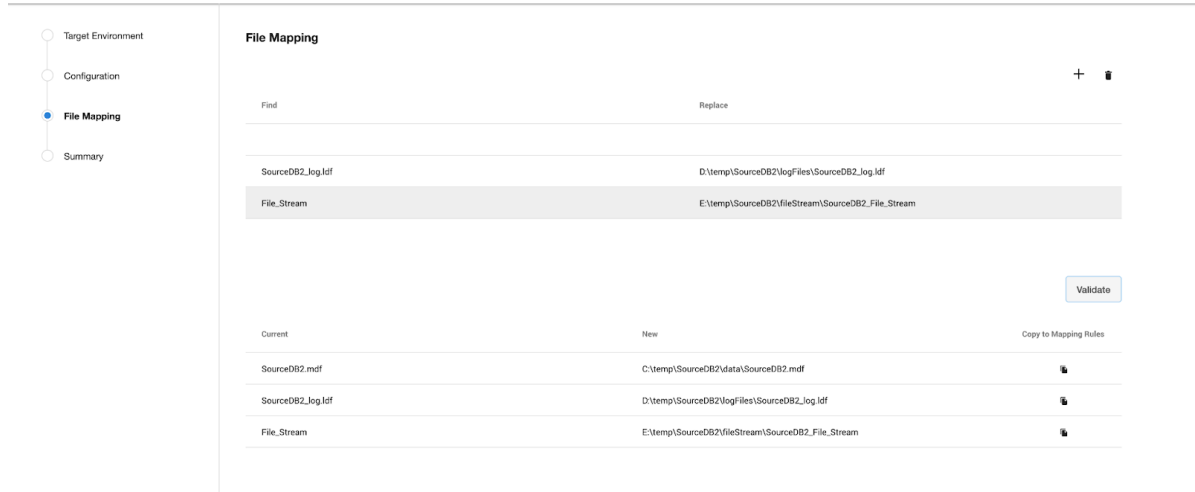 Target Environment
Configuration
File Mapping
Summary
File Mapping
Find Replace
SourceDB2_log.ldf D:\temp\SourceDB2\logFiles\SourceDB2_log.ldf
File_Stream E:\temp\SourceDB2\fileStream\SourceDB2_File_Stream
Validate
Current New Copy to Mapping Rules
SourceDB2.mdf C:\temp\SourceDB2\data\SourceDB2.mdf
SourceDB2_log.ldf D:\temp\SourceDB2\logFiles\SourceDB2_log.ldf
File_Stream E:\temp\SourceDB2\fileStream\SourceDB2_File_Stream